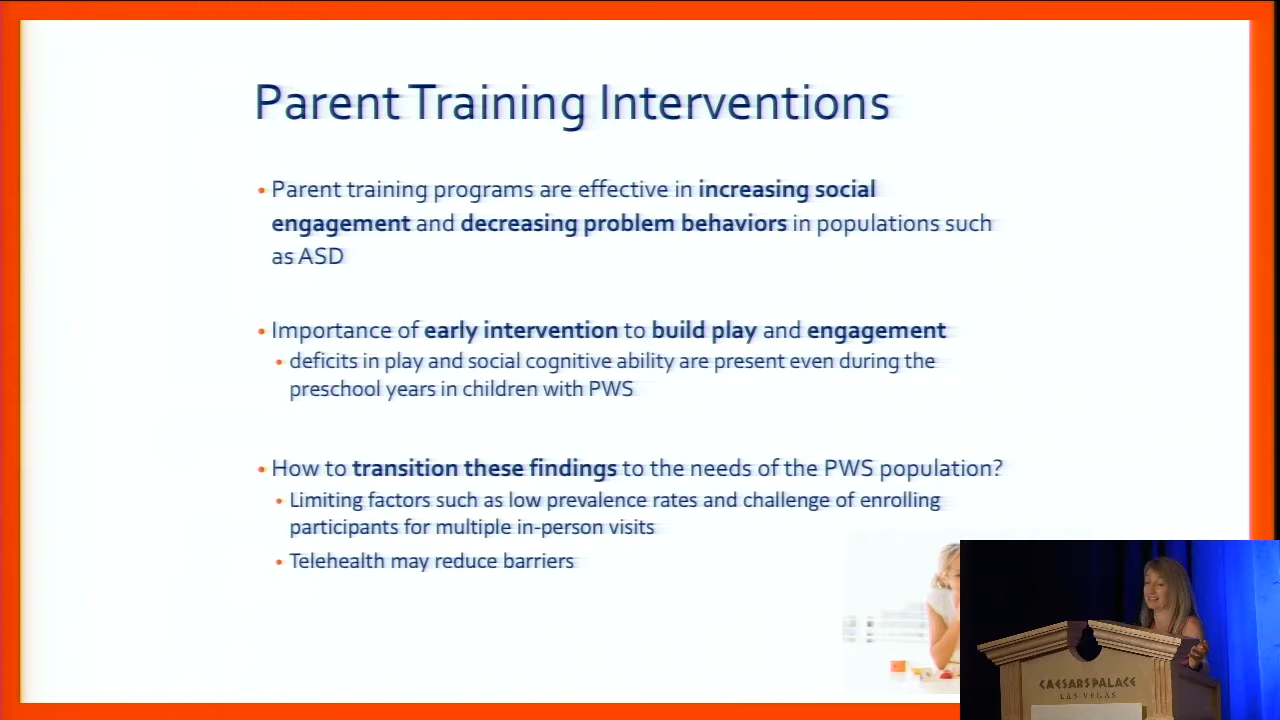 Parent Training Interventions
• Parent training programs are effective in increasing social
engagement and decreasing problem behaviors in populations such
as ASD
• Importance of early intervention to build play and engagement
• deficits in play and social cognitive ability are present even during the
preschool years in children with PWS
• How to transition these findings to the needs of the PWS population?
• Limiting factors such as low prevalence rates and challenge of enrolling
participants for multiple in-person visits
• Telehealth may reduce barriers
CAESARS PALACE
LAS VEGAS